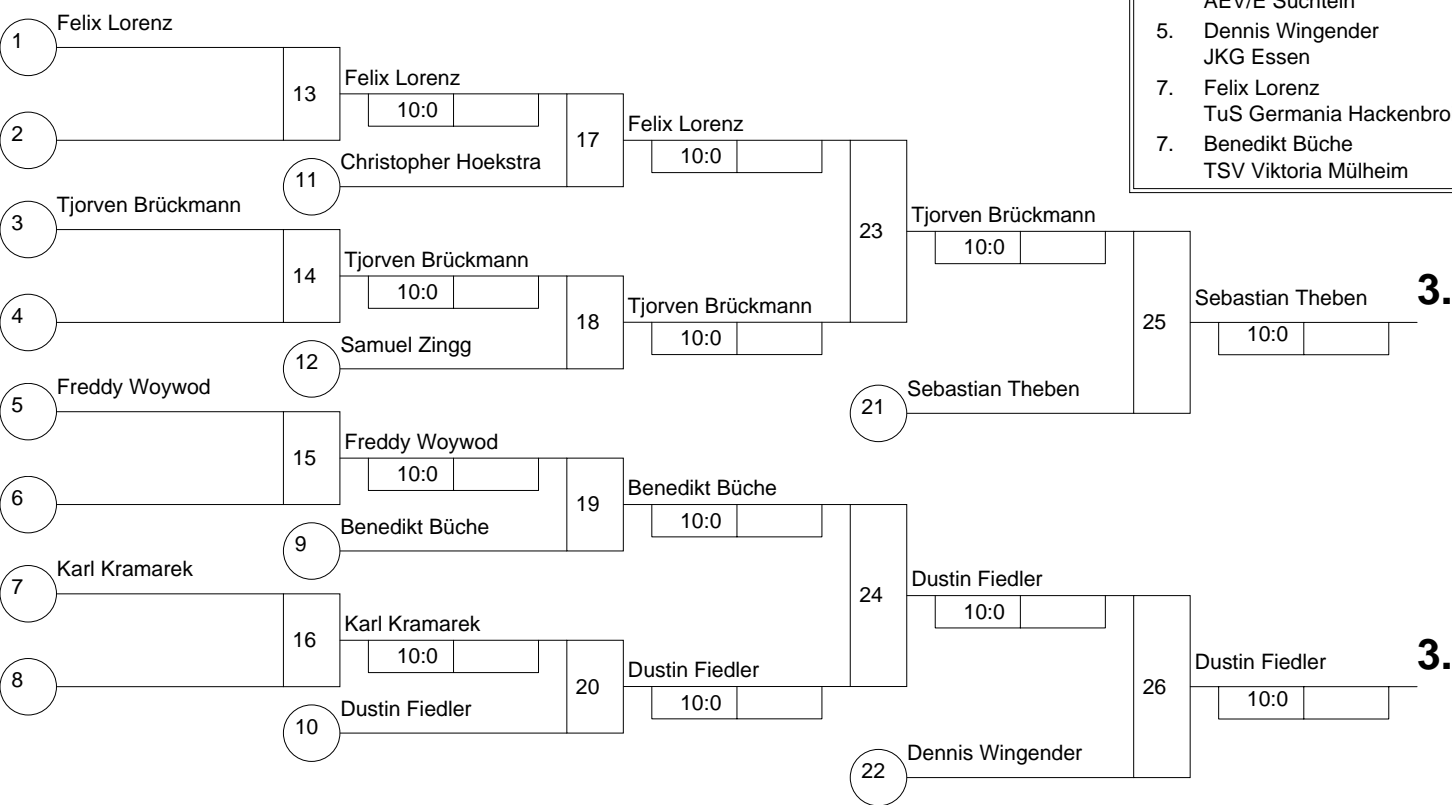 AEV/E Süchteln
5. Dennis Wingender
JKG Essen
7. Felix Lorenz
TuS Germania Hackenbro
7. Benedikt Büche
TSV Viktoria Mülheim
1 Felix Lorenz
2
13
Felix Lorenz
10:0
11 Christopher Hoekstra
17
Felix Lorenz
10:0
3 Tjorven Brückmann
4
14
Tjorven Brückmann
10:0
12 Samuel Zingg
18
Tjorven Brückmann
10:0
23
Tjorven Brückmann
10:0
21 Sebastian Theben
25
Sebastian Theben 3.
10:0
5 Freddy Woywod
6
15
Freddy Woywod
10:0
9 Benedikt Büche
19
Benedikt Büche
10:0
7 Karl Kramarek
8
16
Karl Kramarek
10:0
10 Dustin Fiedler
20
Dustin Fiedler
10:0
24
Dustin Fiedler
10:0
22 Dennis Wingender
26
Dustin Fiedler 3.
10:0